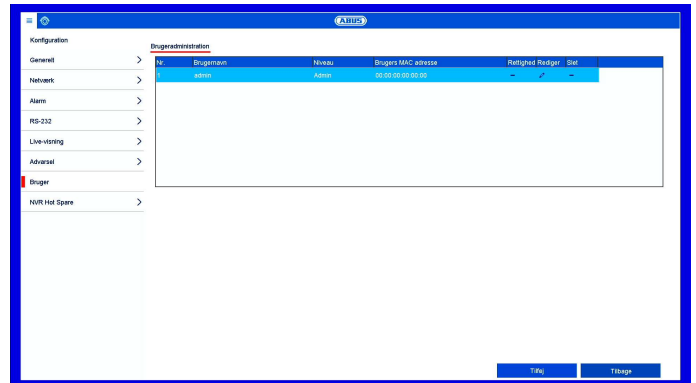 ABUS
Konfiguration
Brugeradministration
Generelt
Netværk
Alarm
RS-232
Live-visning
Advarsel
Bruger
NVR Hot Spare
Nr. Brugernavn Niveau Brugers MAC adresse Rettighed Rediger Slet
1 admin Admin 00:00:00:00:00:00 – –
Tilføj Tilbage